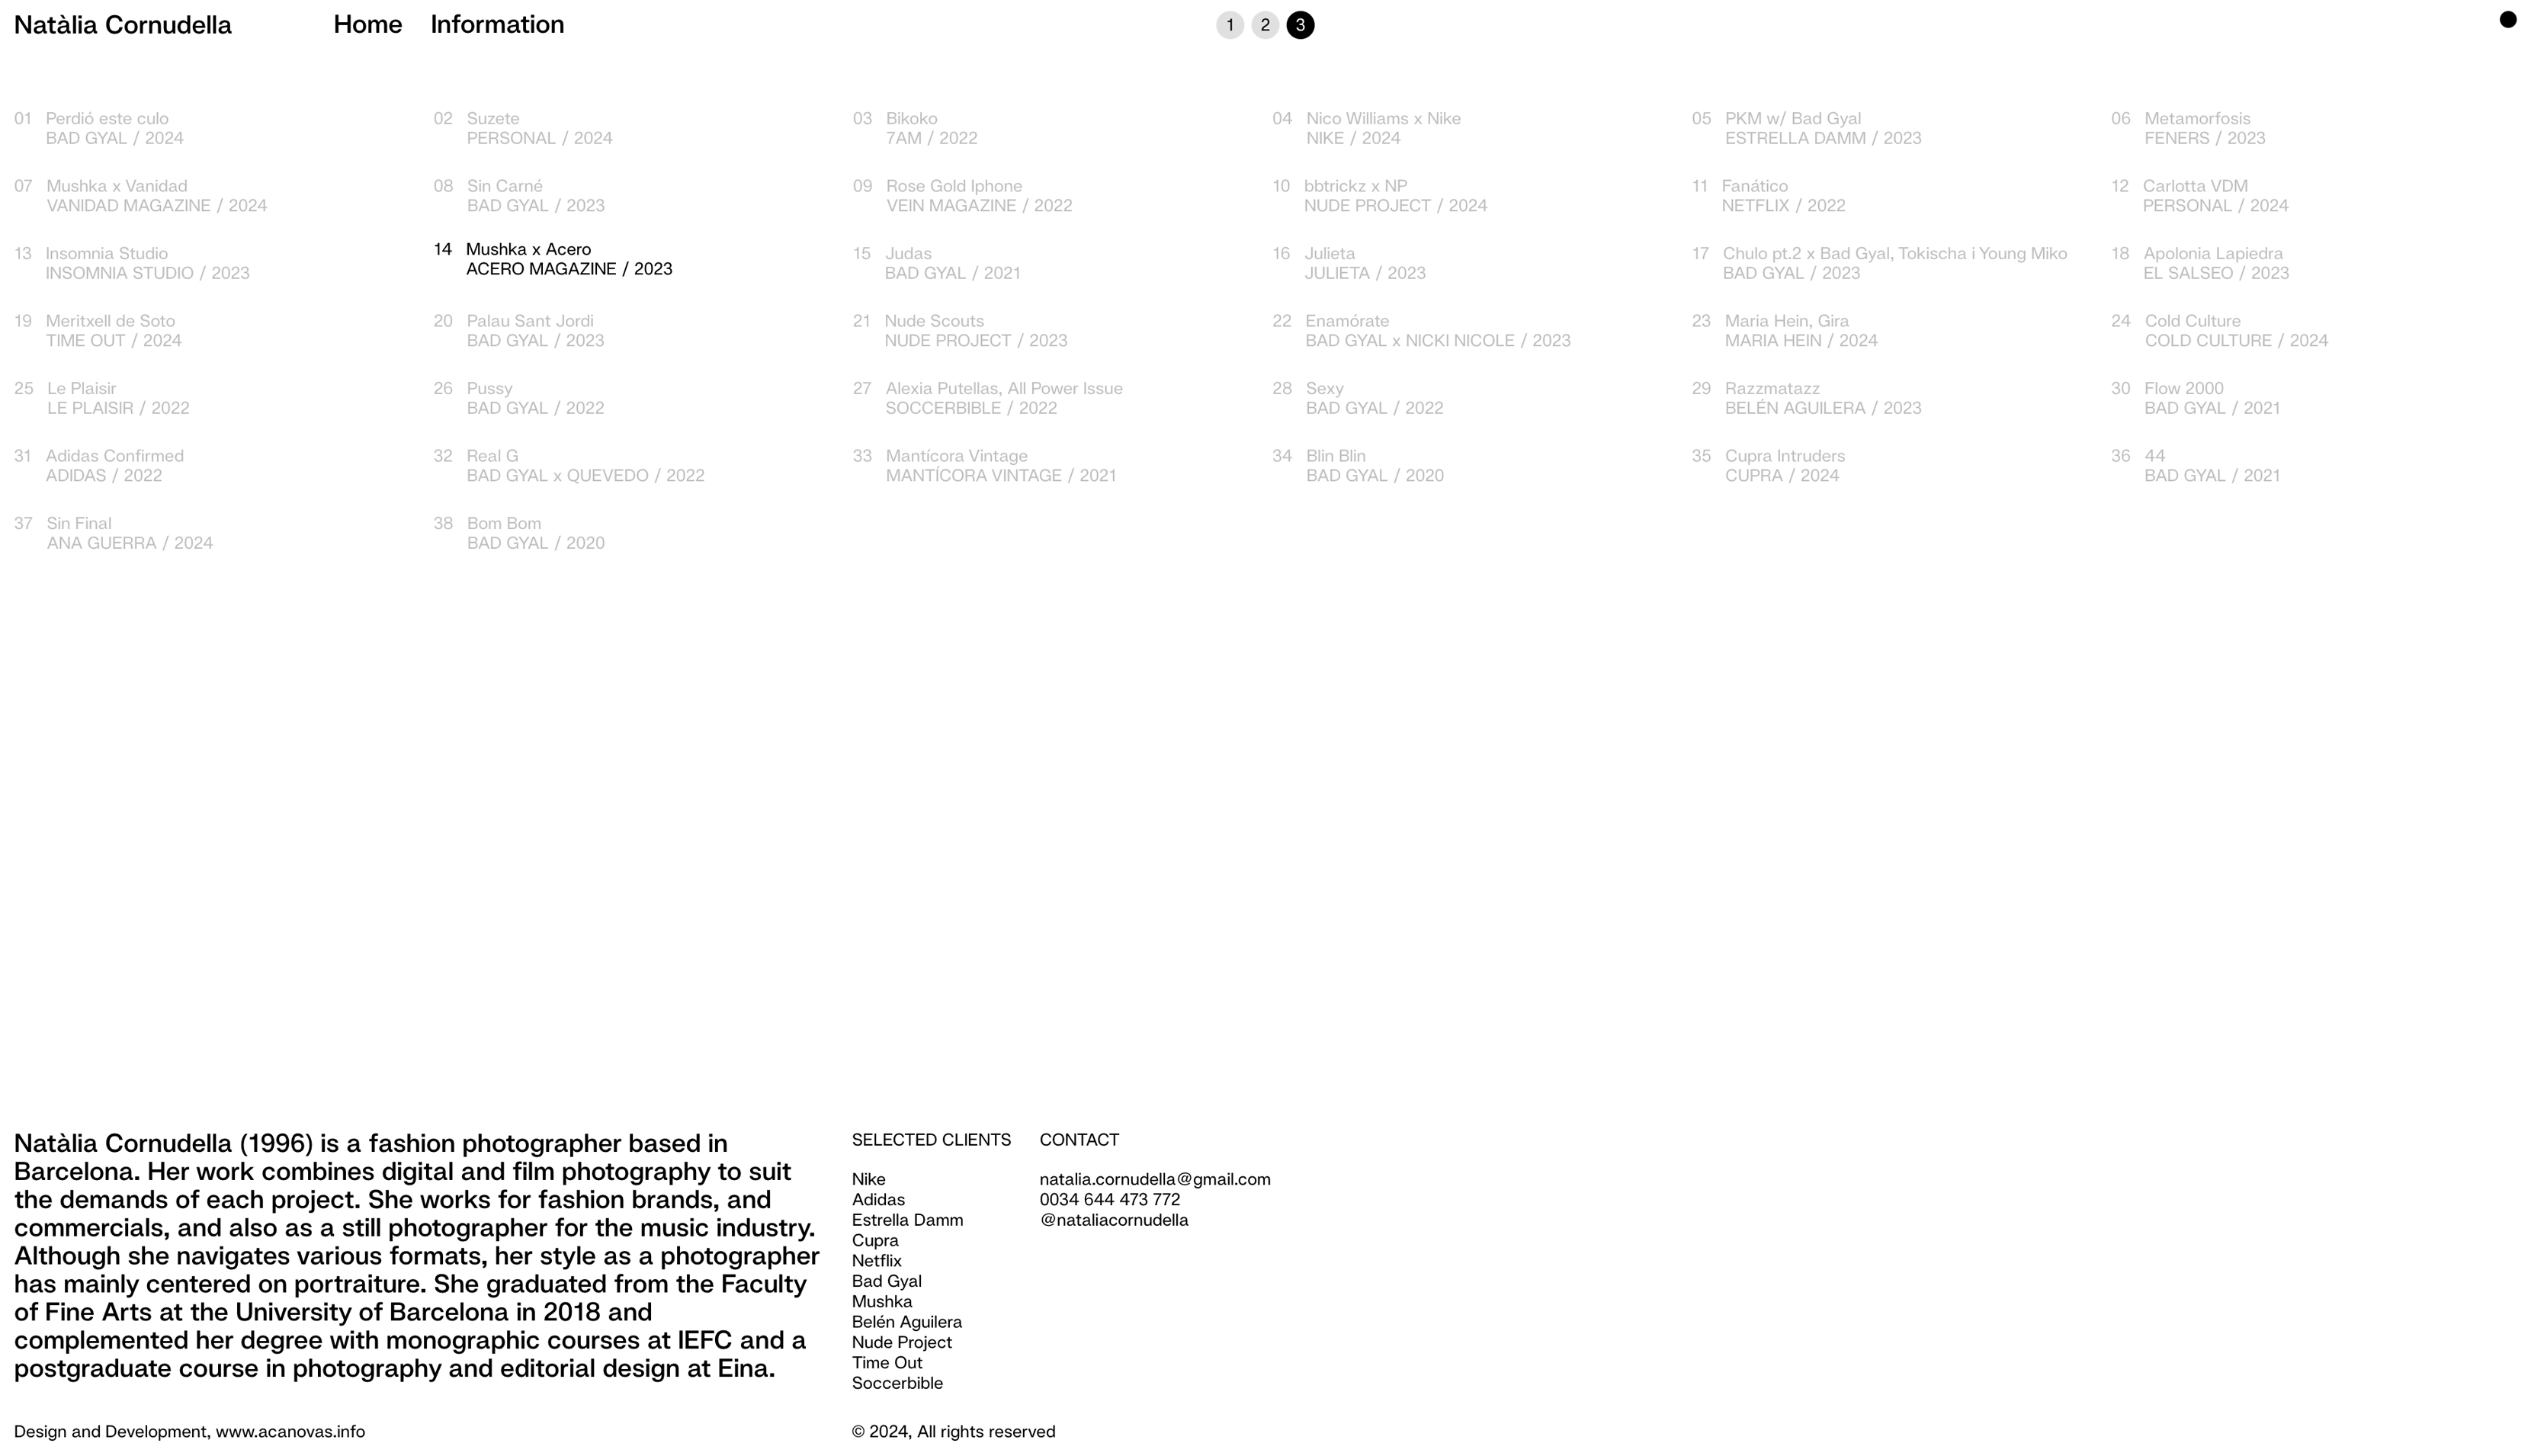 Natàlia Cornudella
Home
Information
1
2
3
01 Perdió este culo
BAD GYAL / 2024
02 Suzete
PERSONAL / 2024
03 Bikoko
7AM / 2022
04 Nico Williams x Nike
NIKE / 2024
05 PKM w/ Bad Gyal
ESTRELLA DAMM / 2023
06 Metamorfosis
FENERS / 2023
07 Mushka x Vanidad
VANIDAD MAGAZINE / 2024
08 Sin Carné
BAD GYAL / 2023
09 Rose Gold Iphone
VEIN MAGAZINE / 2022
10 bbtrickz x NP
NUDE PROJECT / 2024
11 Fanático
NETFLIX / 2022
12 Carlotta VDM
PERSONAL / 2024
13 Insomnia Studio
INSOMNIA STUDIO / 2023
14 Mushka x Acero
ACERO MAGAZINE / 2023
15 Judas
BAD GYAL / 2021
16 Julieta
JULIETA / 2023
17 Chulo pt.2 x Bad Gyal, Tokischa i Young Miko
BAD GYAL / 2023
18 Apolonia Lapiedra
EL SALSEO / 2023
19 Meritxell de Soto
TIME OUT / 2024
20 Palau Sant Jordi
BAD GYAL / 2023
21 Nude Scouts
NUDE PROJECT / 2023
22 Enamórate
BAD GYAL x NICKI NICOLE / 2023
23 Maria Hein, Gira
MARIA HEIN / 2024
24 Cold Culture
COLD CULTURE / 2024
25 Le Plaisir
LE PLAISIR / 2022
26 Pussy
BAD GYAL / 2022
27 Alexia Putellas, All Power Issue
SOCCERBIBLE / 2022
28 Sexy
BAD GYAL / 2022
29 Razzmatazz
BELÉN AGUILERA / 2023
30 Flow 2000
BAD GYAL / 2021
31 Adidas Confirmed
ADIDAS / 2022
32 Real G
BAD GYAL x QUEVEDO / 2022
33 Mantícora Vintage
MANTÍCORA VINTAGE / 2021
34 Blin Blin
BAD GYAL / 2020
35 Cupra Intruders
CUPRA / 2024
36 44
BAD GYAL / 2021
37 Sin Final
ANA GUERRA / 2024
38 Bom Bom
BAD GYAL / 2020
Natàlia Cornudella (1996) is a fashion photographer based in
Barcelona. Her work combines digital and film photography to suit
the demands of each project. She works for fashion brands, and
commercials, and also as a still photographer for the music industry.
Although she navigates various formats, her style as a photographer
has mainly centered on portraiture. She graduated from the Faculty
of Fine Arts at the University of Barcelona in 2018 and
complemented her degree with monographic courses at IEFC and a
postgraduate course in photography and editorial design at Eina.
SELECTED CLIENTS
Nike
Adidas
Estrella Damm
Cupra
Netflix
Bad Gyal
Mushka
Belén Aguilera
Nude Project
Time Out
Soccerbible
CONTACT
natalia.cornudella@gmail.com
0034 644 473 772
@nataliacornudella
Design and Development, www.acanovas.info
© 2024, All rights reserved